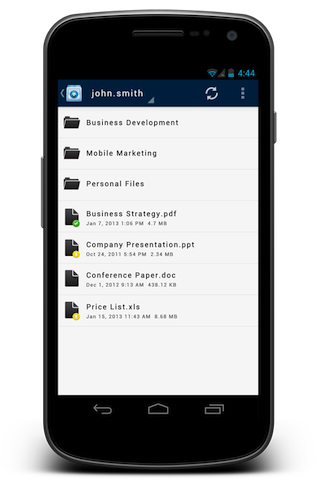 4:44
john.smith
Business Development
Mobile Marketing
Personal Files
Business Strategy.pdf
Jan 7, 2013 1:06 PM 4.7 MB
Company Presentation.ppt
Oct 24, 2011 5:54 PM 2.34 MB
Conference Paper.doc
Dec 1, 2012 9:13 AM 438.12 KB
Price List.xls
Jan 15, 2013 11:43 AM 8.68 MB